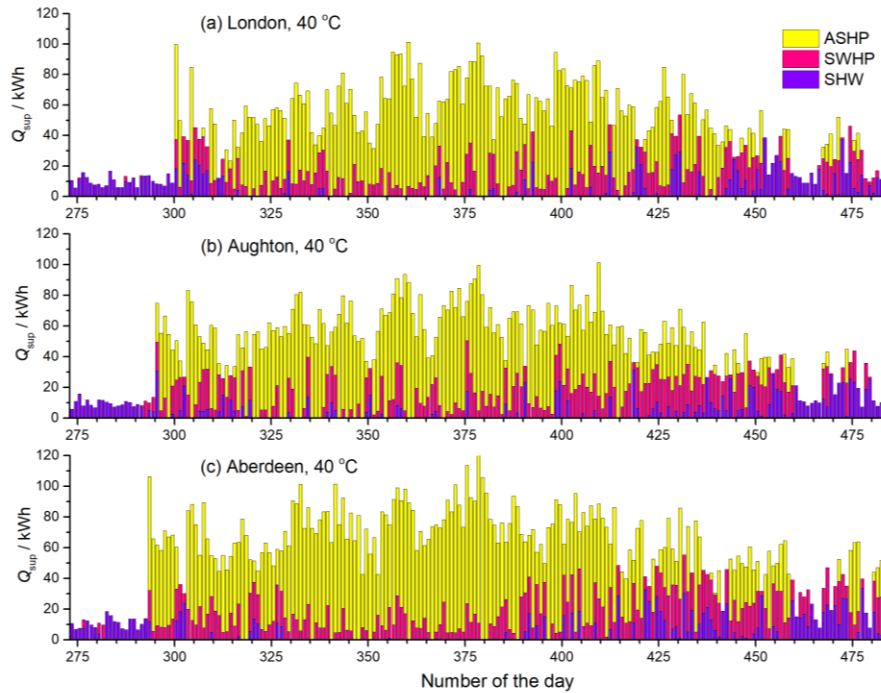 (a) London, 40 °C
ASHP
SWHP
SHW
Q_sup / kWh
120
100
80
60
40
20
0
275 300 325 350 375 400 425 450 475
(b) Aughton, 40 °C
Q_sup / kWh
120
100
80
60
40
20
0
275 300 325 350 375 400 425 450 475
(c) Aberdeen, 40 °C
Q_sup / kWh
120
100
80
60
40
20
0
275 300 325 350 375 400 425 450 475
Number of the day